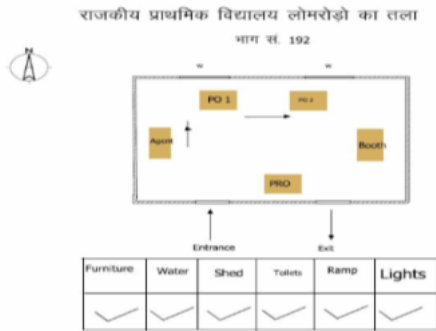 राजकीय प्राथमिक विद्यालय लोमरोड़ो का तला
भाग सं. 192
N
W W
PO 1 PO 2
Agent Booth
PRO
Entrance Exit
Furniture Water Shed Toilets Ramp Lights